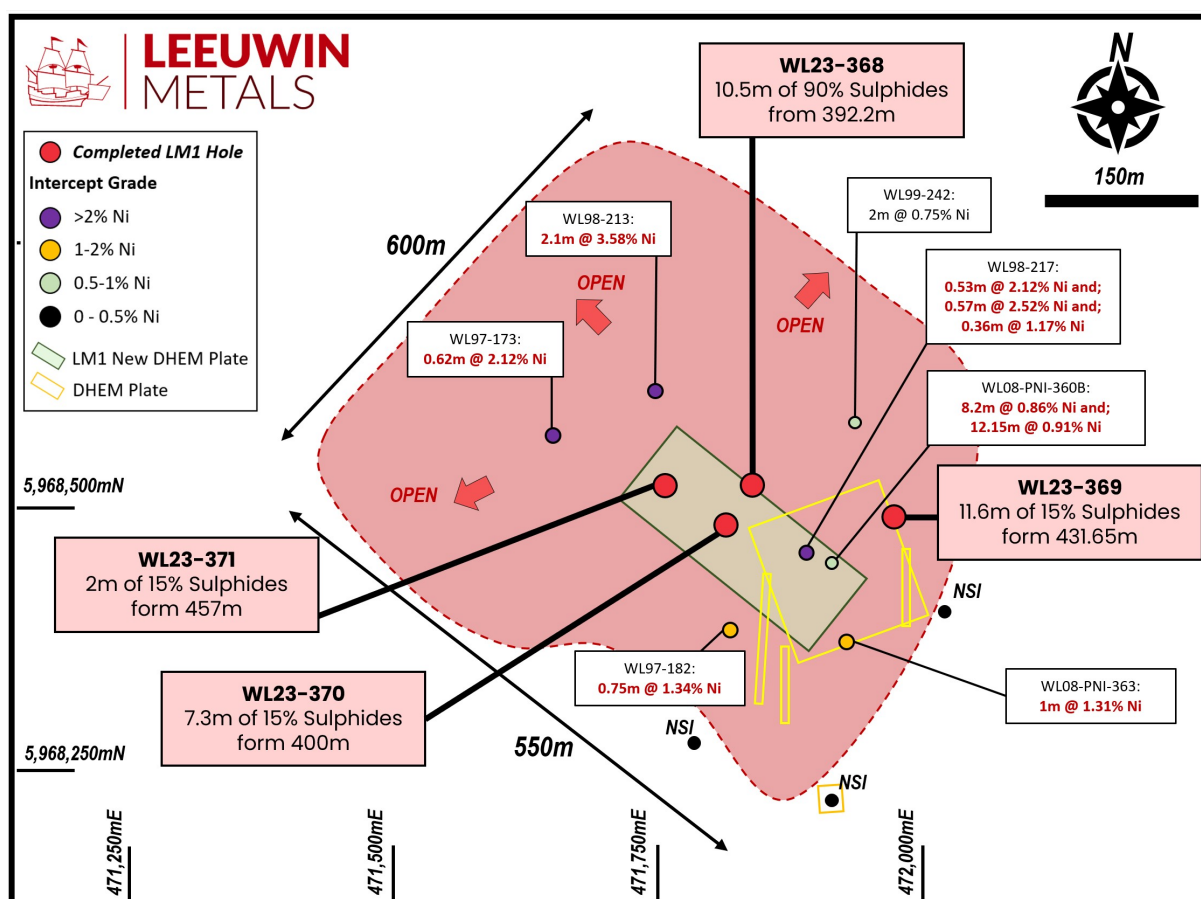 LEEUWIN
METALS
Completed LM1 Hole
Intercept Grade
>2% Ni
1-2% Ni
0.5-1% Ni
0 - 0.5% Ni
LM1 New DHEM Plate
DHEM Plate
WL23-368
10.5m of 90% Sulphides
from 392.2m
N
150m
600m
WL98-213:
2.1m @ 3.58% Ni
WL99-242:
2m @ 0.75% Ni
OPEN
OPEN
WL98-217:
0.53m @ 2.12% Ni and;
0.57m @ 2.52% Ni and;
0.36m @ 1.17% Ni
WL97-173:
0.62m @ 2.12% Ni
WL08-PNI-360B:
8.2m @ 0.86% Ni and;
12.15m @ 0.91% Ni
5,968,500mN
OPEN
WL23-369
11.6m of 15% Sulphides
form 431.65m
WL23-371
2m of 15% Sulphides
form 457m
NSI
WL97-182:
0.75m @ 1.34% Ni
WL08-PNI-363:
1m @ 1.31% Ni
WL23-370
7.3m of 15% Sulphides
form 400m
NSI
550m
5,968,250mN
NSI
471,250mE
471,500mE
471,750mE
472,000mE